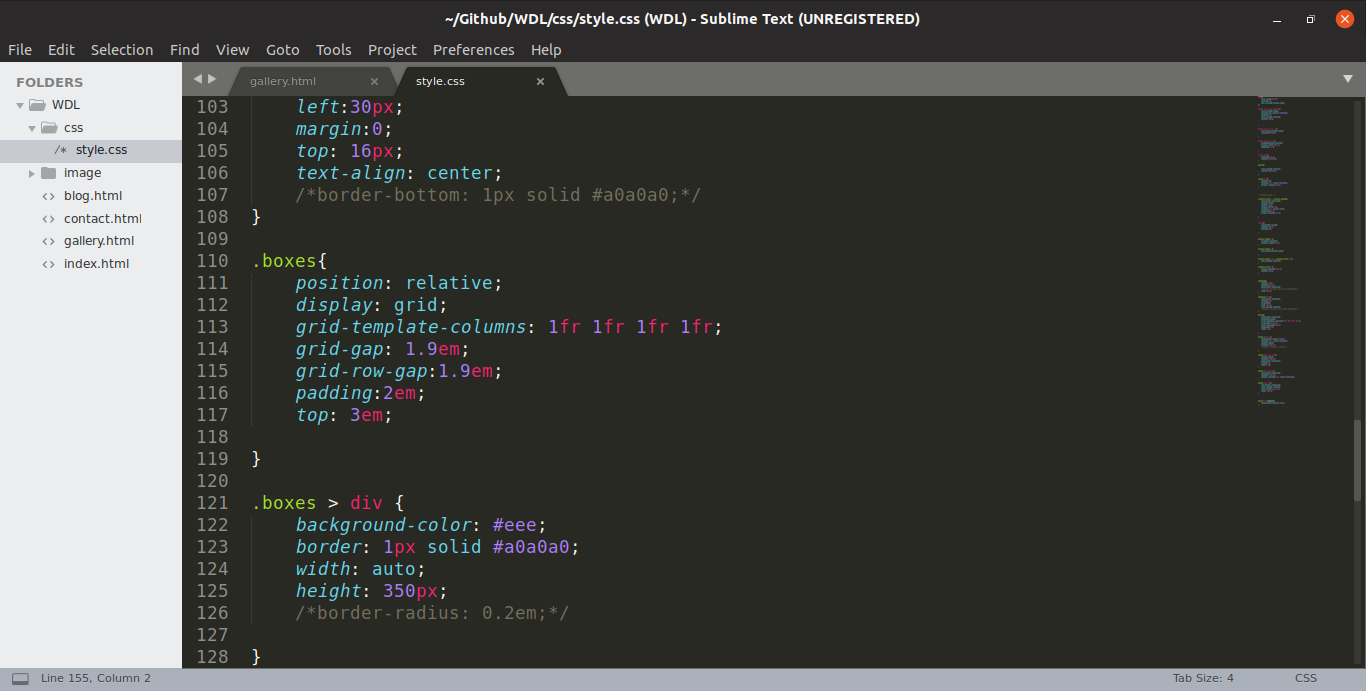 ~/Github/WDL/css/style.css (WDL) - Sublime Text (UNREGISTERED)
File Edit Selection Find View Goto Tools Project Preferences Help
FOLDERS
WDL
css
/* style.css
image
<> blog.html
<> contact.html
<> gallery.html
<> index.html
gallery.html × style.css ×
103 left:30px;
104 margin:0;
105 top: 16px;
106 text-align: center;
107 /*border-bottom: 1px solid #a0a0a0;*/
108 }
109
110 .boxes{
111 position: relative;
112 display: grid;
113 grid-template-columns: 1fr 1fr 1fr 1fr;
114 grid-gap: 1.9em;
115 grid-row-gap:1.9em;
116 padding:2em;
117 top: 3em;
118
119 }
120
121 .boxes > div {
122 background-color: #eee;
123 border: 1px solid #a0a0a0;
124 width: auto;
125 height: 350px;
126 /*border-radius: 0.2em;*/
127
128 }
Line 155, Column 2
Tab Size: 4 CSS